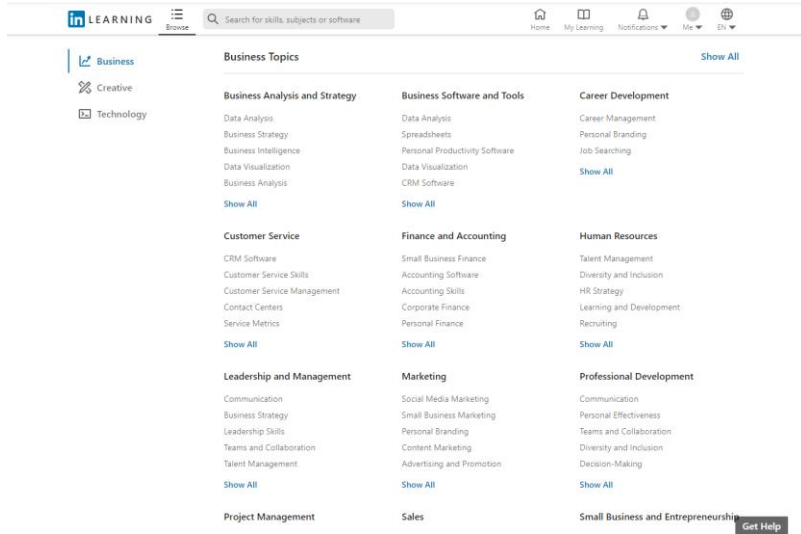 in LEARNING
Browse
Search for skills, subjects or software
Home
My Learning
Notifications
Me
EN
Business
Creative
Technology
Business Topics
Show All
Business Analysis and Strategy
Data Analysis
Business Strategy
Business Intelligence
Data Visualization
Business Analysis
Show All
Business Software and Tools
Data Analysis
Spreadsheets
Personal Productivity Software
Data Visualization
CRM Software
Show All
Career Development
Career Management
Personal Branding
Job Searching
Show All
Customer Service
CRM Software
Customer Service Skills
Customer Service Management
Contact Centers
Service Metrics
Show All
Finance and Accounting
Small Business Finance
Accounting Software
Accounting Skills
Corporate Finance
Personal Finance
Show All
Human Resources
Talent Management
Diversity and Inclusion
HR Strategy
Learning and Development
Recruiting
Show All
Leadership and Management
Communication
Business Strategy
Leadership Skills
Teams and Collaboration
Talent Management
Show All
Marketing
Social Media Marketing
Small Business Marketing
Personal Branding
Content Marketing
Advertising and Promotion
Show All
Professional Development
Communication
Personal Effectiveness
Teams and Collaboration
Diversity and Inclusion
Decision-Making
Show All
Project Management
Sales
Small Business and Entrepreneurship
Get Help